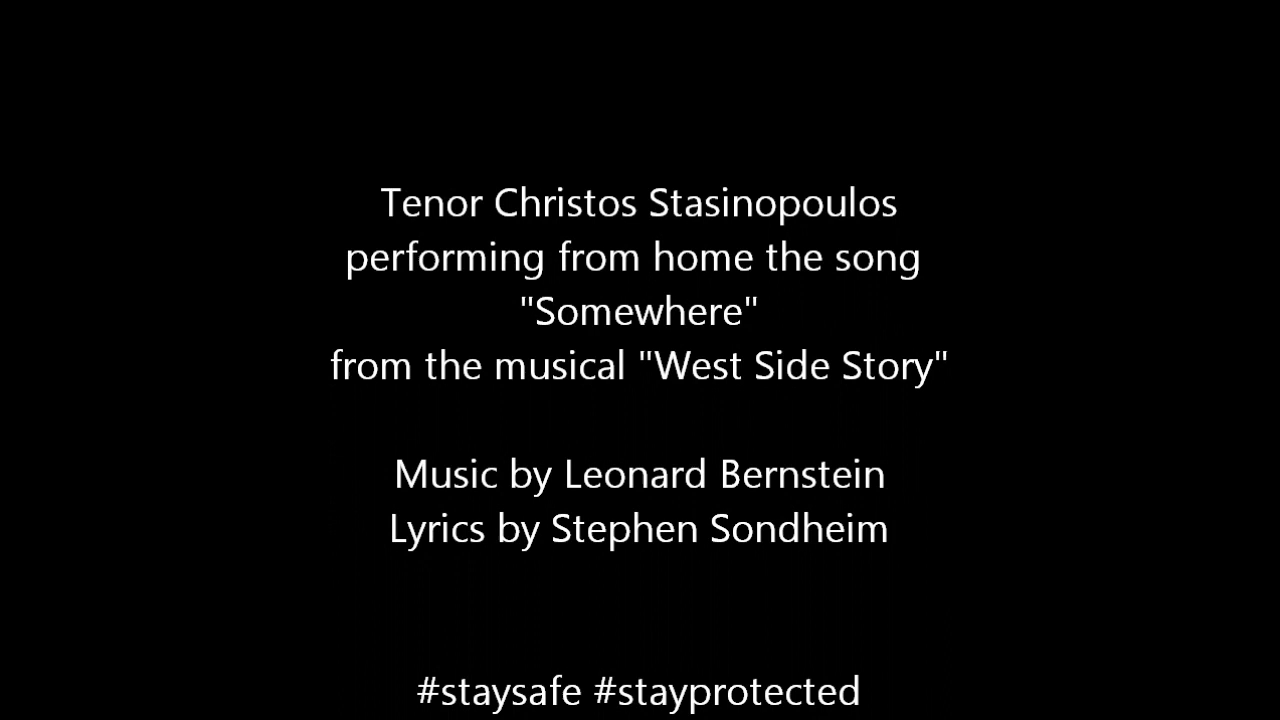 Tenor Christos Stasinopoulos
performing from home the song
"Somewhere"
from the musical "West Side Story"
Music by Leonard Bernstein
Lyrics by Stephen Sondheim
#staysafe #stayprotected